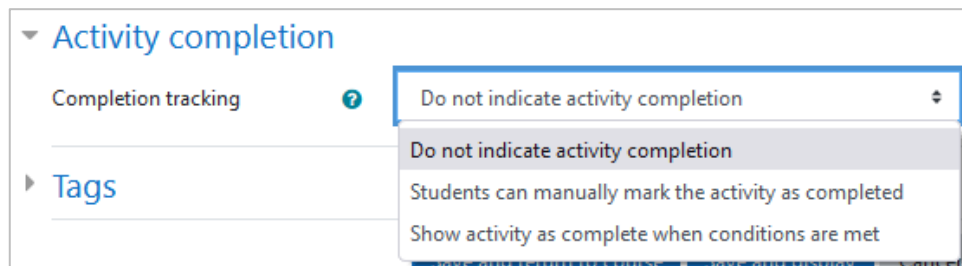 Activity completion
Completion tracking
Do not indicate activity completion
Do not indicate activity completion
Students can manually mark the activity as completed
Show activity as complete when conditions are met
Tags